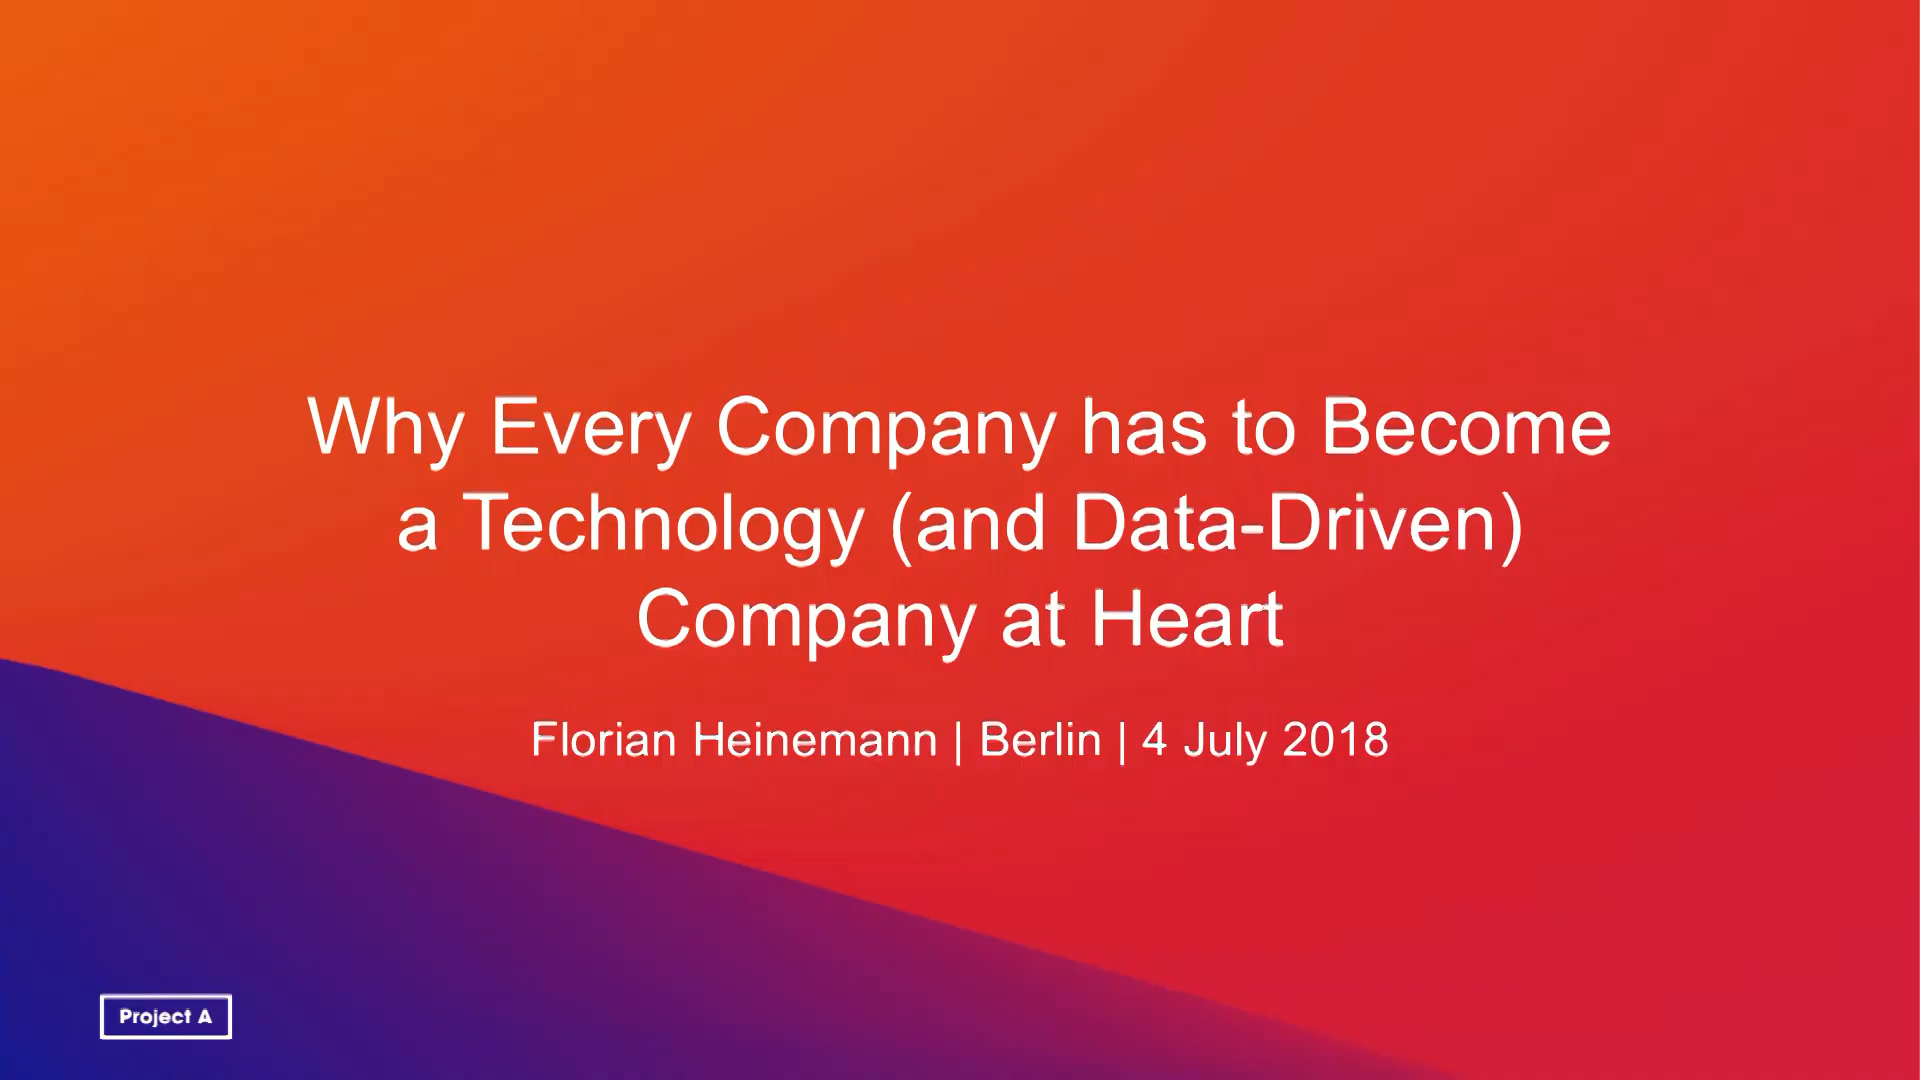 Why Every Company has to Become
a Technology (and Data-Driven)
Company at Heart
Florian Heinemann | Berlin | 4 July 2018
Project A